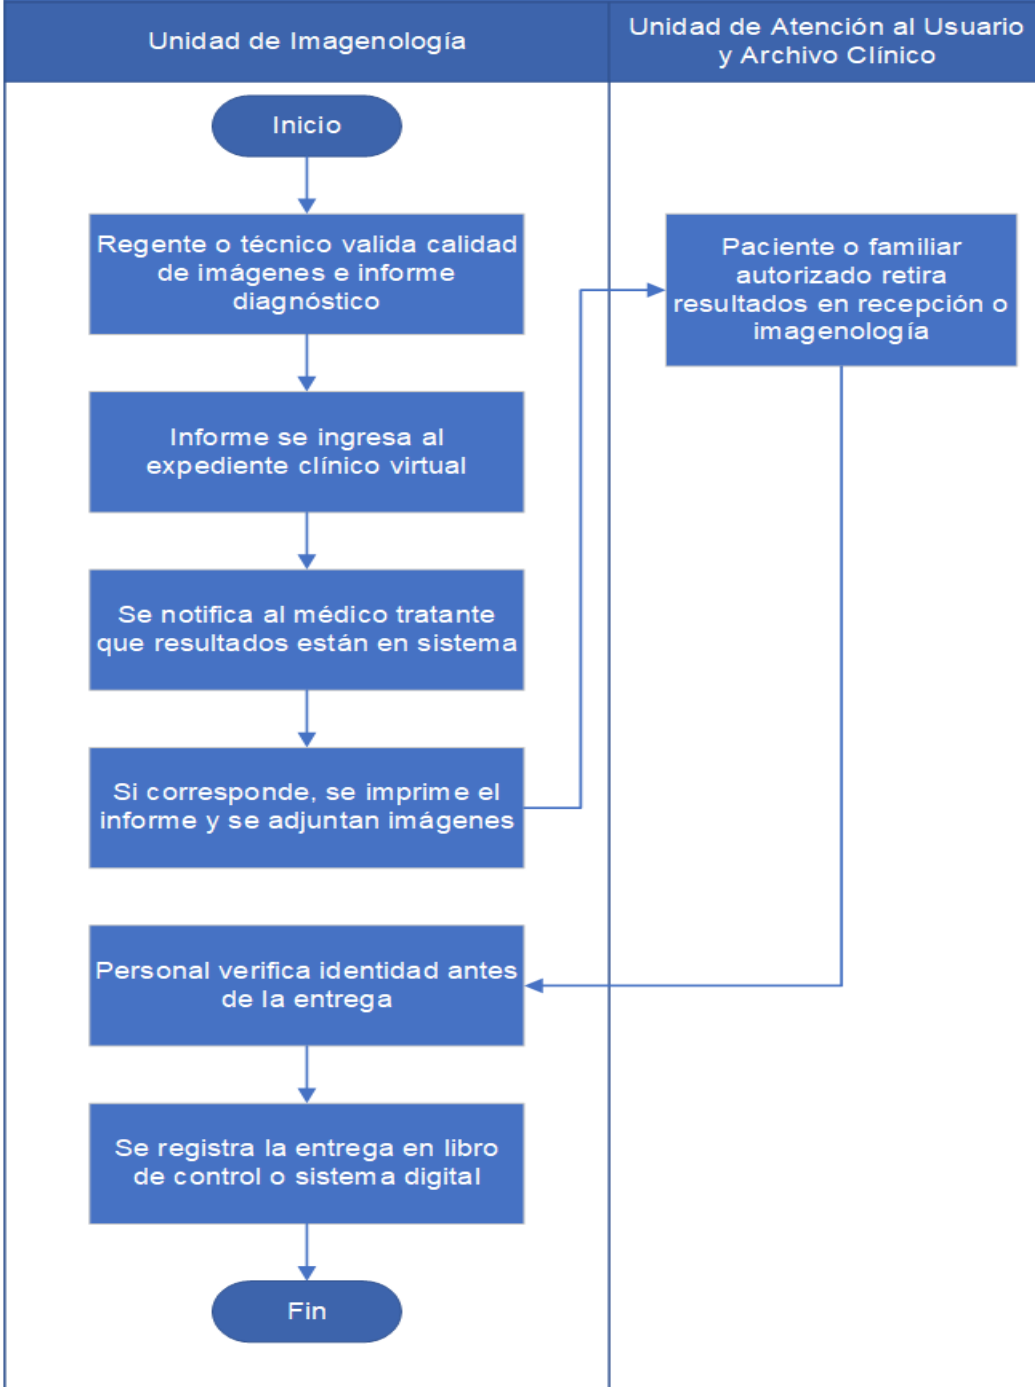 Unidad de Imagenología
Unidad de Atención al Usuario
y Archivo Clínico
Inicio
Regente o técnico valida calidad
de imágenes e informe
diagnóstico
Informe se ingresa al
expediente clínico virtual
Se notifica al médico tratante
que resultados están en sistema
Si corresponde, se imprime el
informe y se adjuntan imágenes
Paciente o familiar
autorizado retira
resultados en recepción o
imagenología
Personal verifica identidad antes
de la entrega
Se registra la entrega en libro
de control o sistema digital
Fin